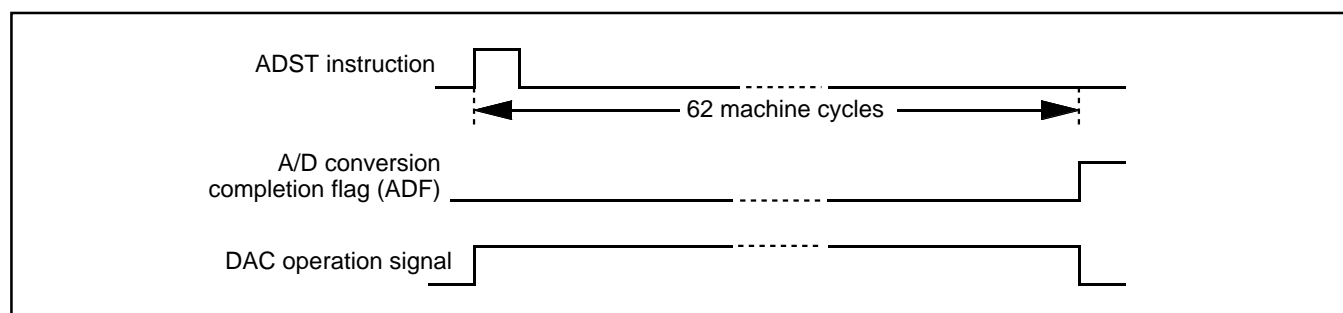 ADST instruction
62 machine cycles
A/D conversion
completion flag (ADF)
DAC operation signal